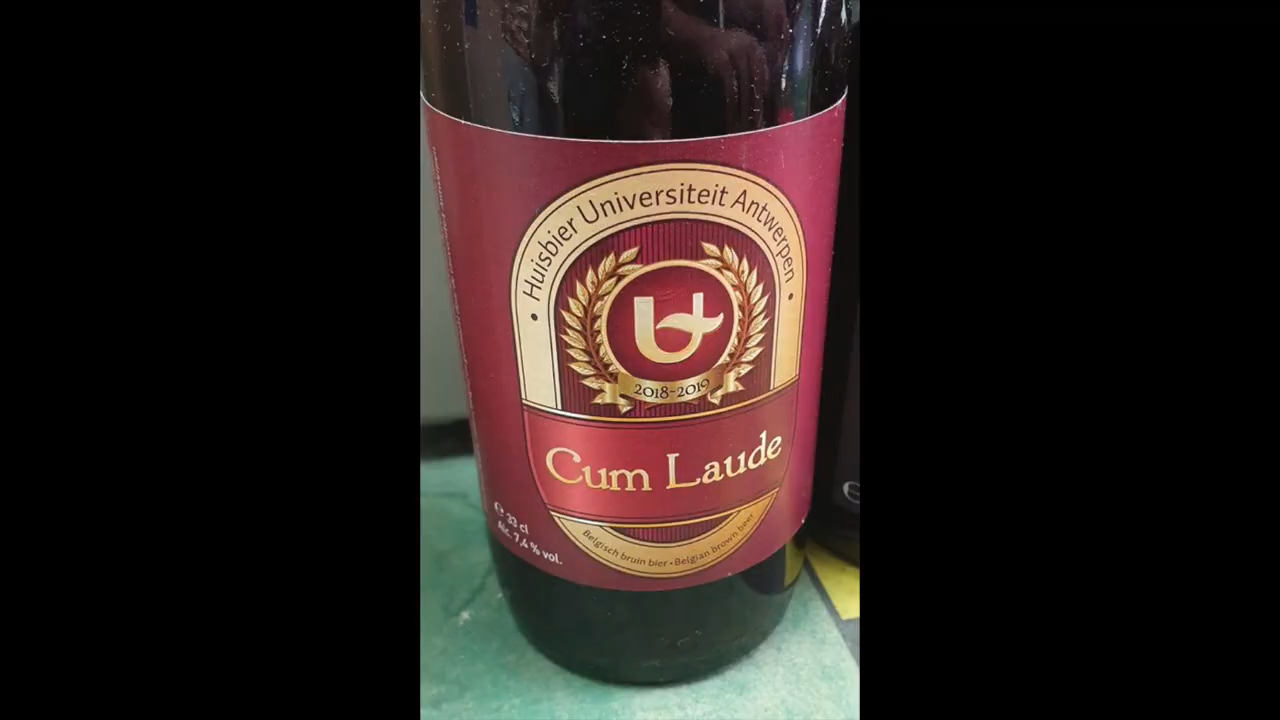 Huisbier Universiteit Antwerpen
2018-2019
Cum Laude
e 33 cl
Alc. 7,4 % vol.
Belgisch bruin bier • Belgian brown beer